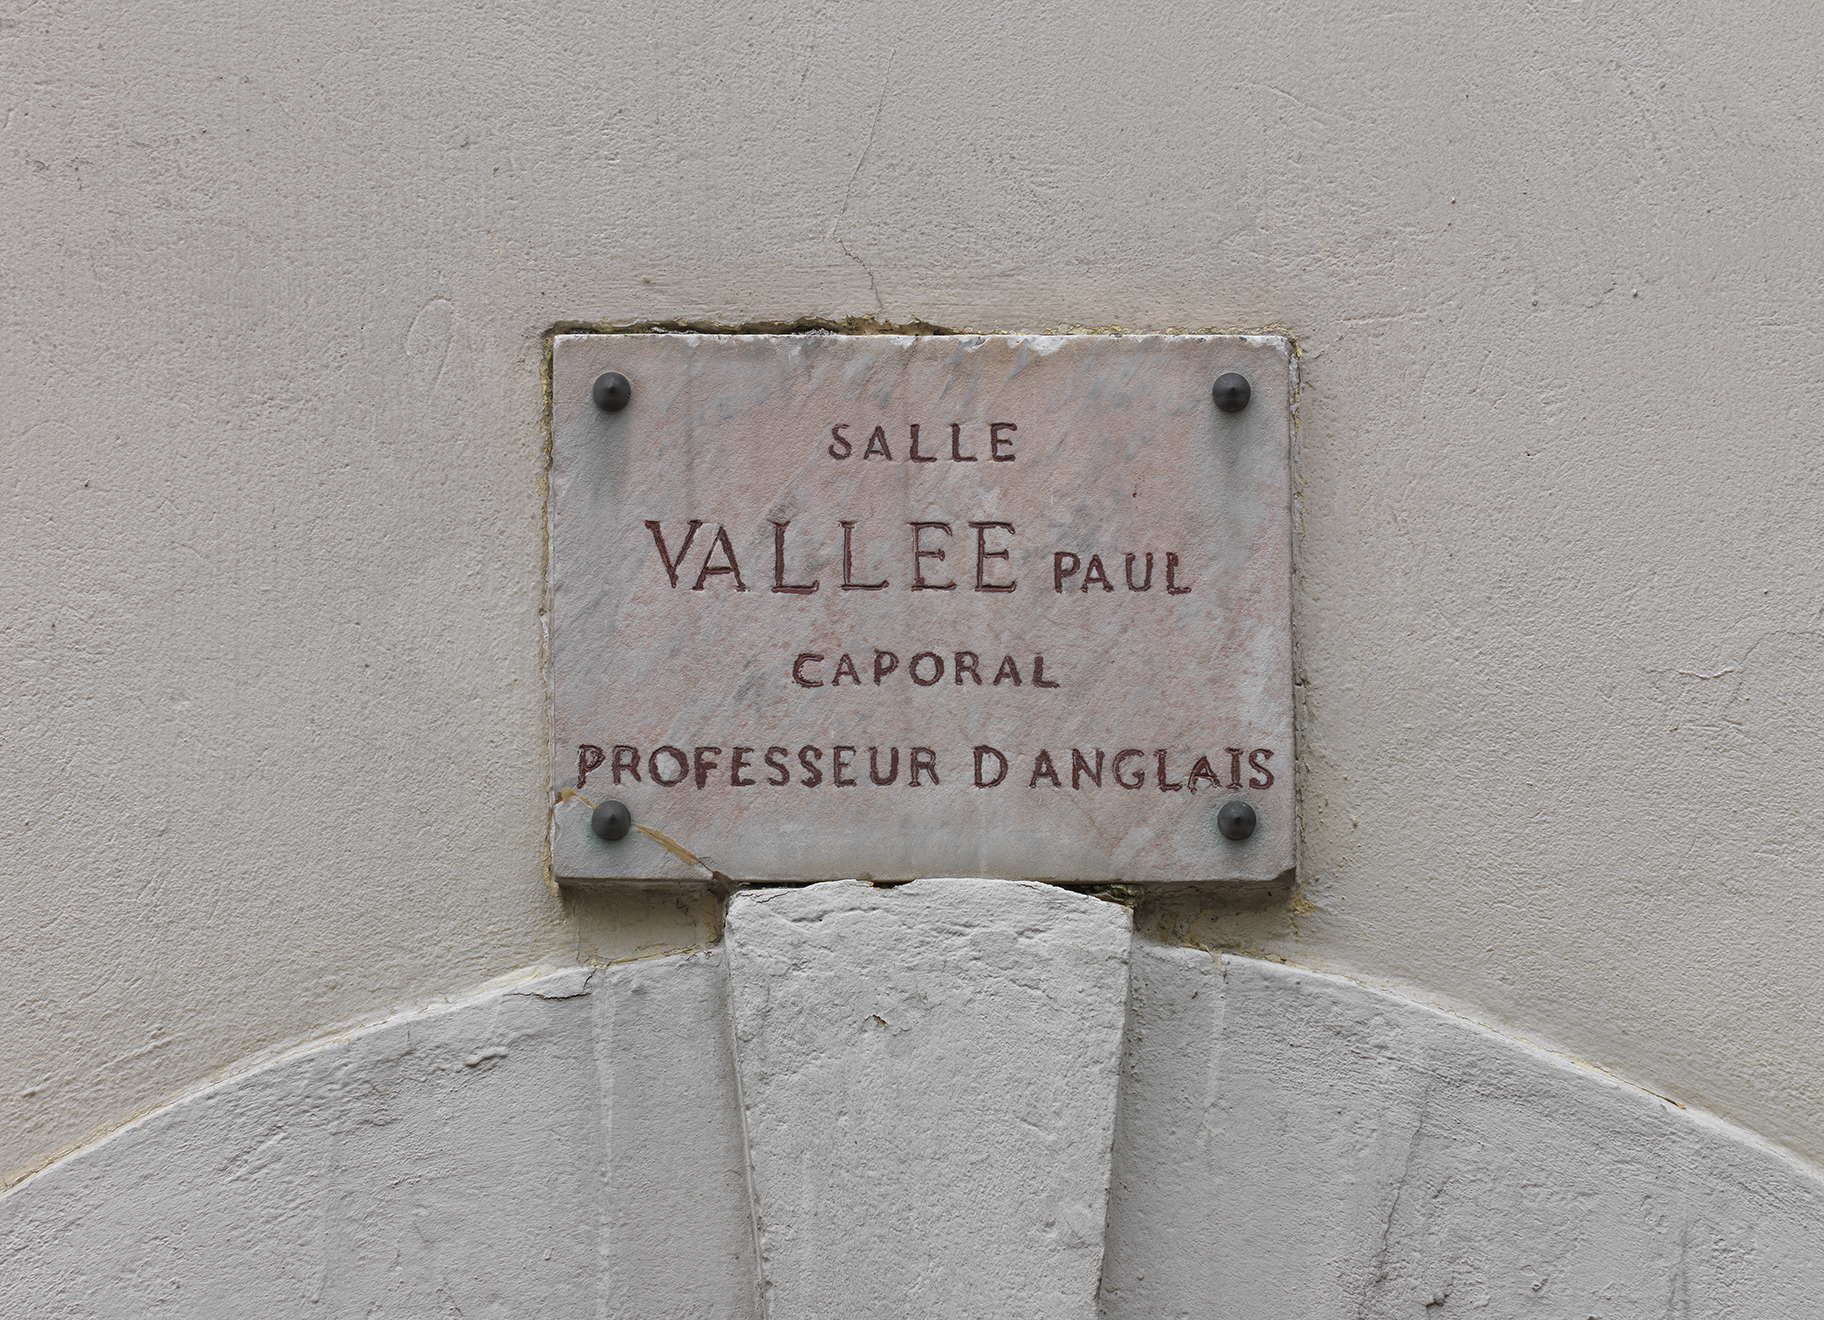 SALLE
VALLEE PAUL
CAPORAL
PROFESSEUR D ANGLAIS